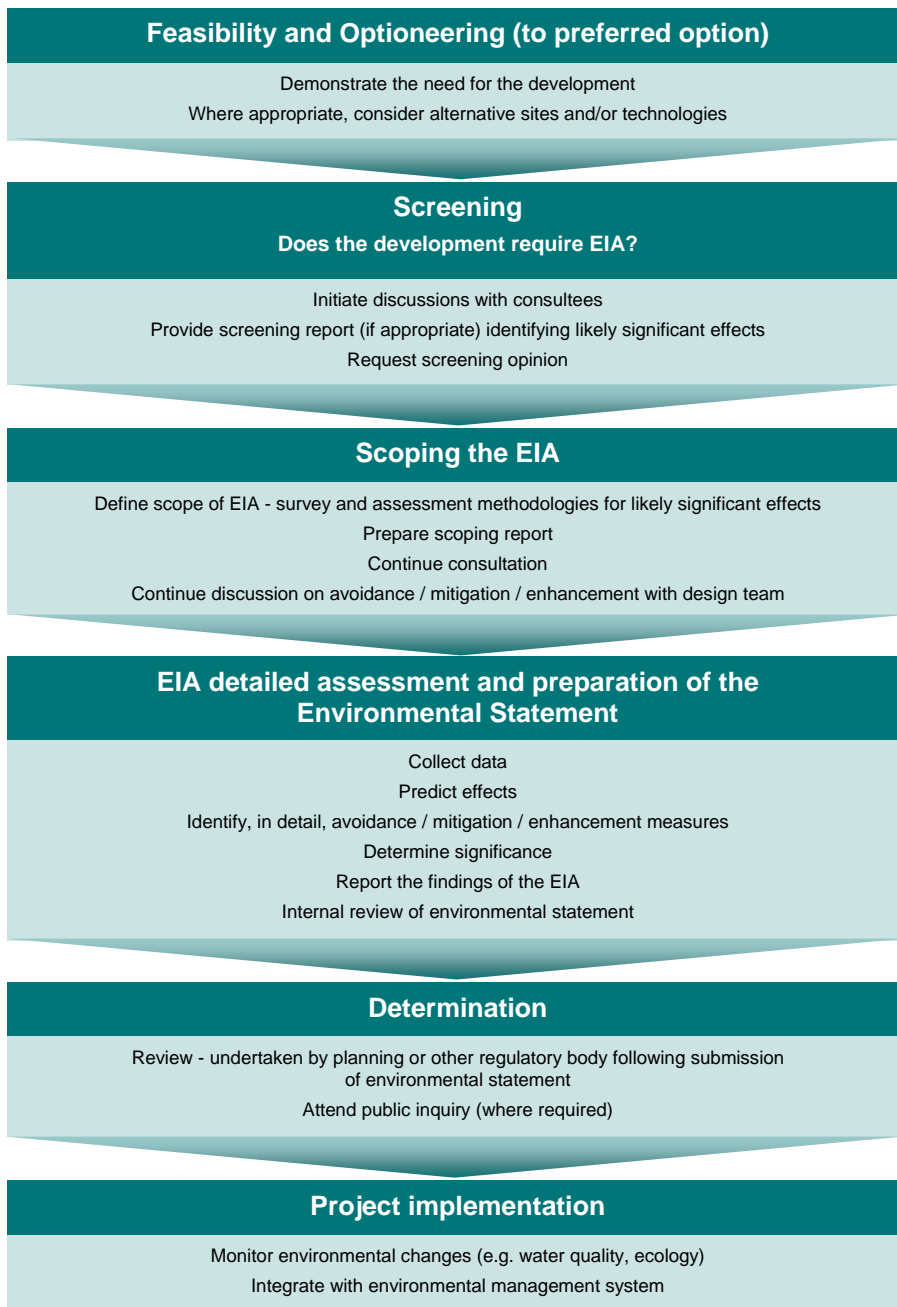 Feasibility and Optioneering (to preferred option)
Demonstrate the need for the development
Where appropriate, consider alternative sites and/or technologies
Screening
Does the development require EIA?
Initiate discussions with consultees
Provide screening report (if appropriate) identifying likely significant effects
Request screening opinion
Scoping the EIA
Define scope of EIA - survey and assessment methodologies for likely significant effects
Prepare scoping report
Continue consultation
Continue discussion on avoidance / mitigation / enhancement with design team
EIA detailed assessment and preparation of the
Environmental Statement
Collect data
Predict effects
Identify, in detail, avoidance / mitigation / enhancement measures
Determine significance
Report the findings of the EIA
Internal review of environmental statement
Determination
Review - undertaken by planning or other regulatory body following submission
of environmental statement
Attend public inquiry (where required)
Project implementation
Monitor environmental changes (e.g. water quality, ecology)
Integrate with environmental management system